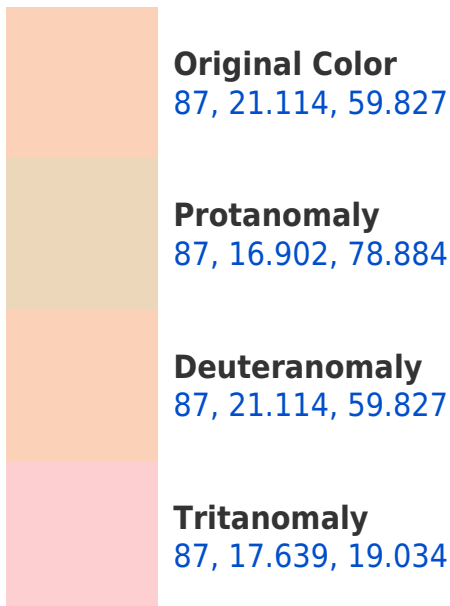 Original Color
87, 21.114, 59.827
Protanomaly
87, 16.902, 78.884
Deuteranomaly
87, 21.114, 59.827
Tritanomaly
87, 17.639, 19.034